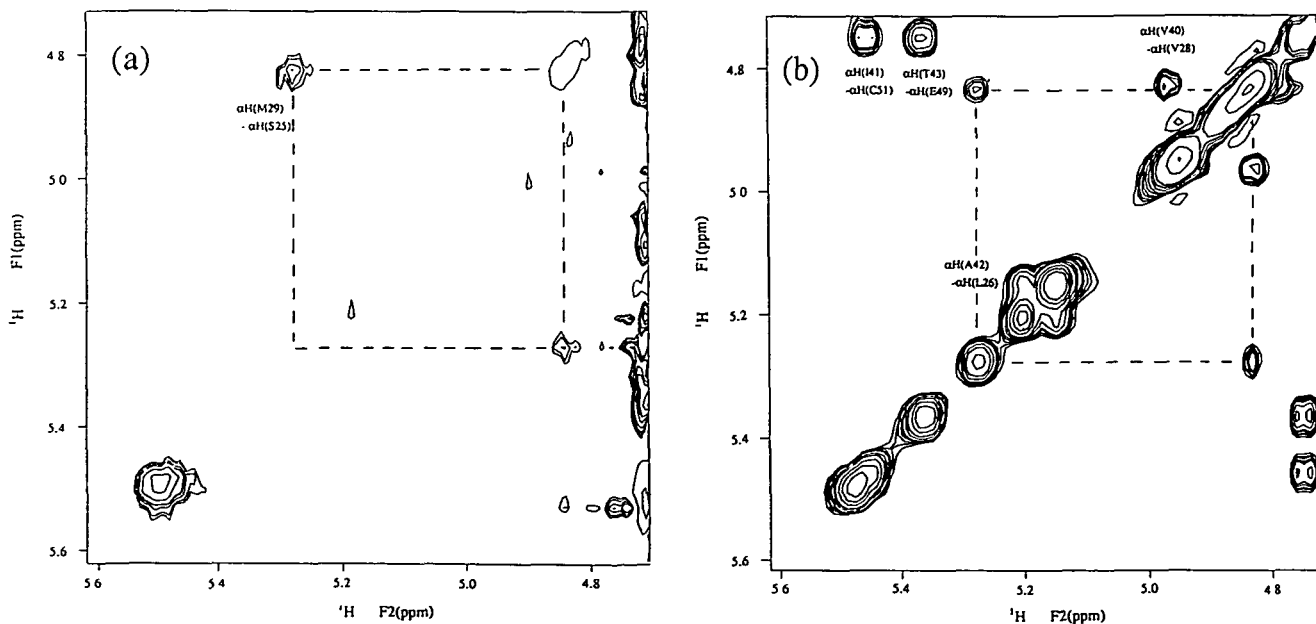 (a)
4.8
5 0
5.2
5.4
5.6
¹H F1(ppm)
αH(M29)
- αH(S25)
5 6
5 4
5.2
5 0
4.8
¹H F2(ppm)
(b)
4.8
5 0
5.2
5.4
5.6
¹H F1(ppm)
αH(I41)
-αH(C51)
αH(T43)
-αH(E49)
αH(V40)
-αH(V28)
αH(A42)
-αH(L26)
5 6
5.4
5.2
5 0
4 8
¹H F2(ppm)